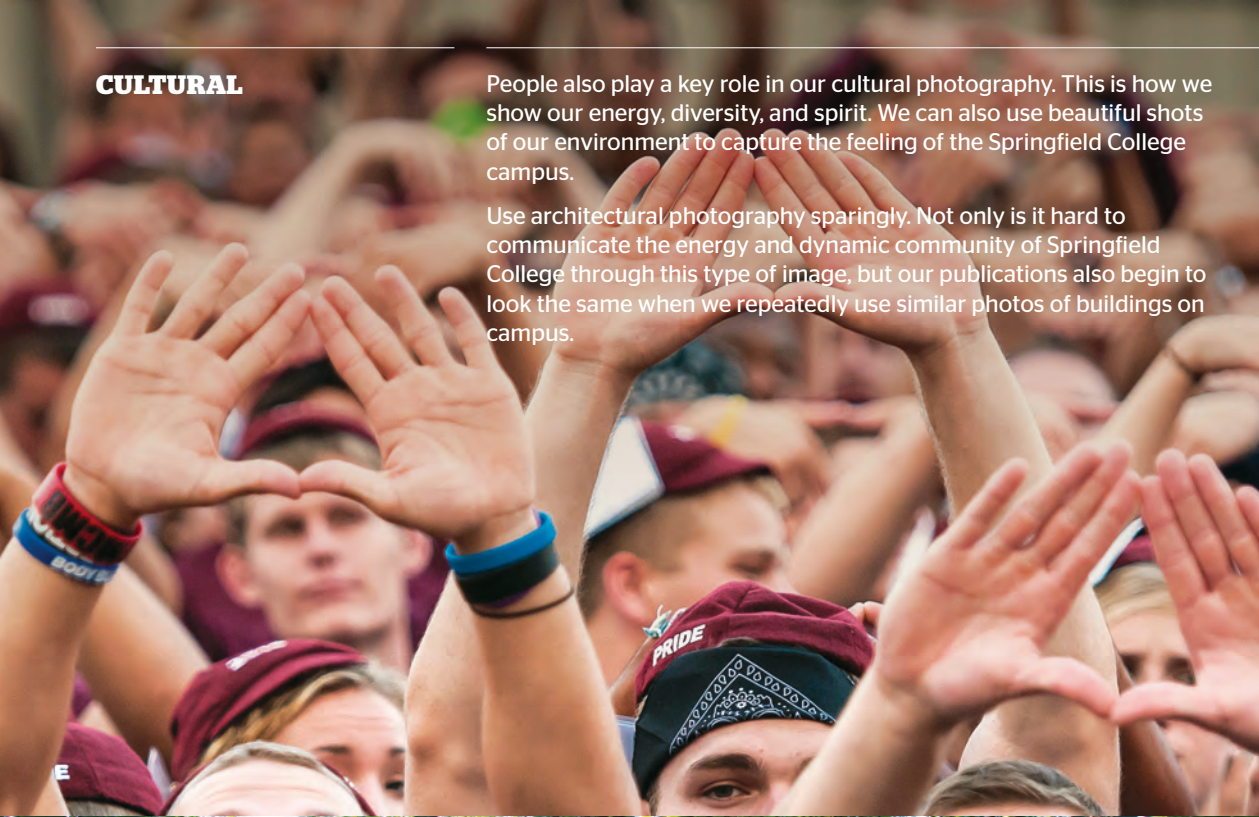 CULTURAL
People also play a key role in our cultural photography. This is how we
show our energy, diversity, and spirit. We can also use beautiful shots
of our environment to capture the feeling of the Springfield College
campus.
Use architectural photography sparingly. Not only is it hard to
communicate the energy and dynamic community of Springfield
College through this type of image, but our publications also begin to
look the same when we repeatedly use similar photos of buildings on
campus.
PRIDE